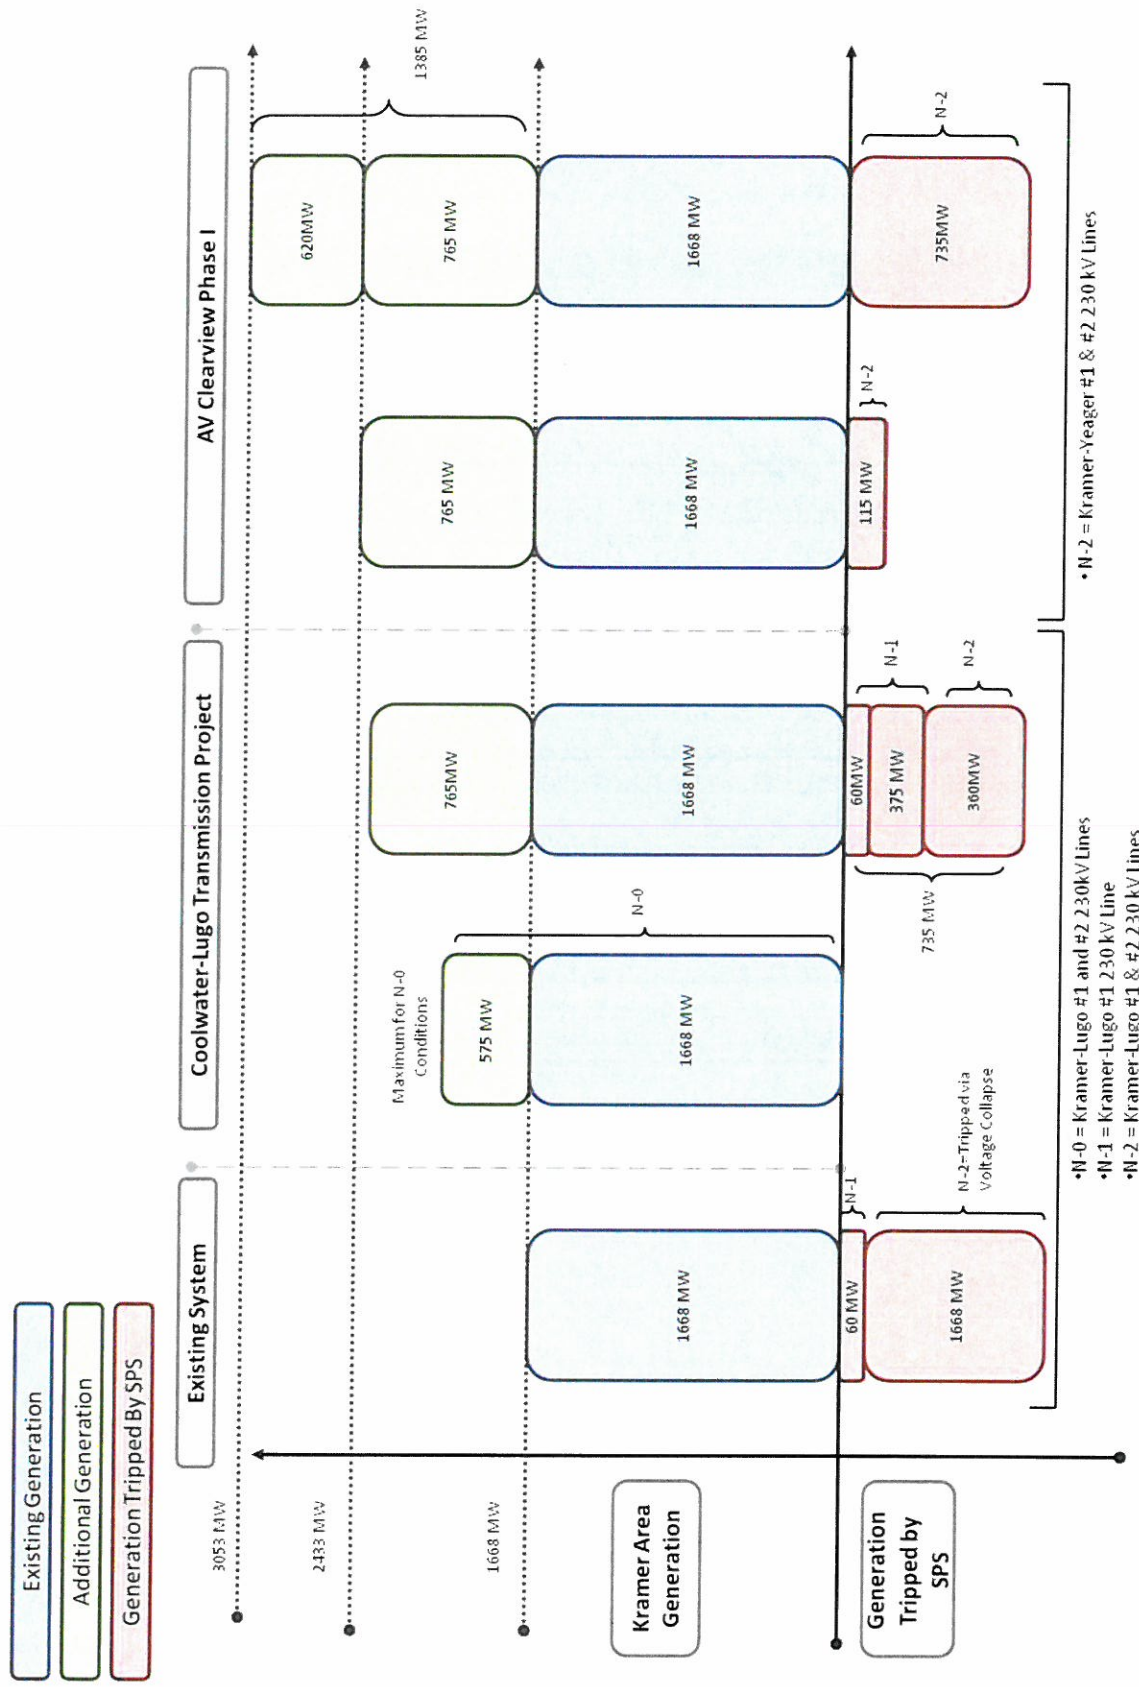 Existing Generation
Additional Generation
Generation Tripped By SPS
Existing System
Coolwater-Lugo Transmission Project
AV Clearview Phase I
3053 MW
2433 MW
1668 MW
Kramer Area
Generation
Generation
Tripped by
SPS
1668 MW
60 MW
N-1
1668 MW
N-2=Tripped via
Voltage Collapse
Maximum for N-0
Conditions
575 MW
1668 MW
N-0
765MW
1668 MW
60MW
375 MW
360MW
N-1
N-2
735 MW
765 MW
1668 MW
115 MW
N-2
620MW
765 MW
1668 MW
735MW
N-2
1385 MW
•N-0 = Kramer-Lugo #1 and #2 230kV Lines
•N-1 = Kramer-Lugo #1 230 kV Line
•N-2 = Kramer-Lugo #1 & #2 230 kV Lines
• N-2 = Kramer-Yeager #1 & #2 230 kV Lines